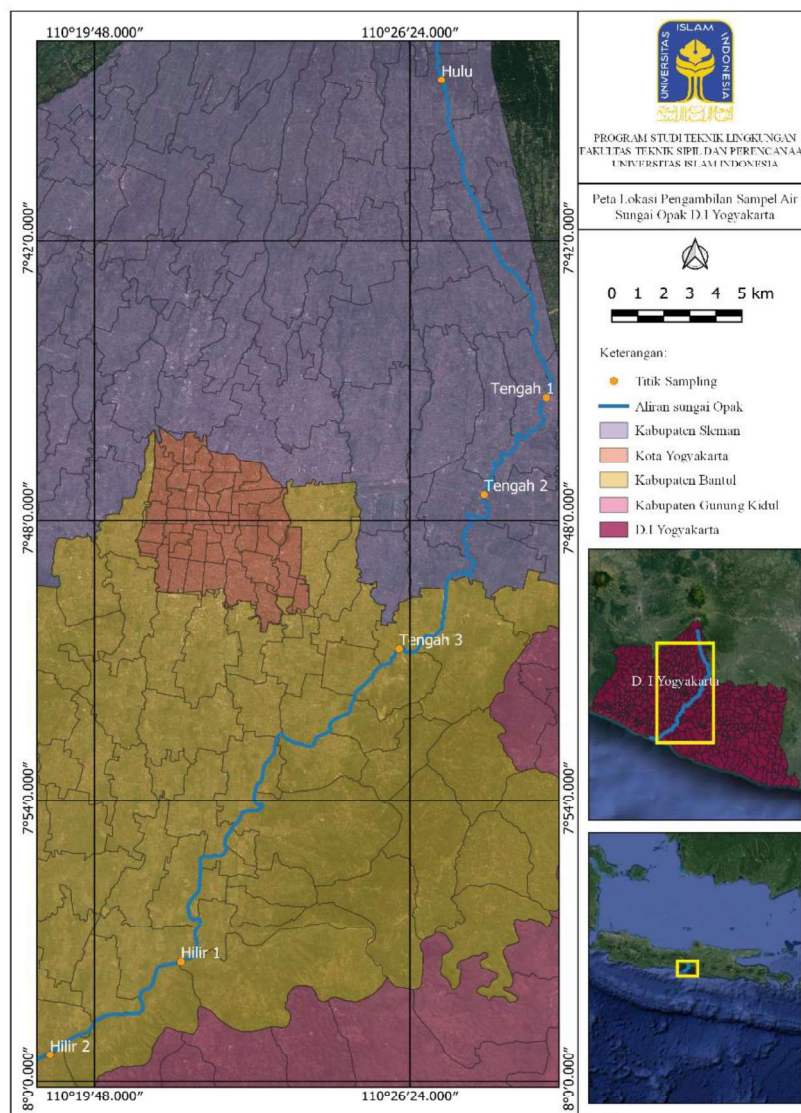 110°19'48.000″
110°26'24.000″
Hulu
7°42'0.000″
7°42'0.000″
Tengah 1
Tengah 2
7°48'0.000″
7°48'0.000″
Tengah 3
7°54'0.000″
7°54'0.000″
Hilir 1
Hilir 2
8°0'0.000″
8°0'0.000″
110°19'48.000″
110°26'24.000″
UNIVERSITAS
ISLAM
INDONESIA
PROGRAM STUDI TEKNIK LINGKUNGAN
FAKULTAS TEKNIK SIPIL DAN PERENCANAA
UNIVERSITAS ISLAM INDONESIA
Peta Lokasi Pengambilan Sampel Air
Sungai Opak D.I Yogyakarta
0 1 2 3 4 5 km
Keterangan:
Titik Sampling
Aliran sungai Opak
Kabupaten Sleman
Kota Yogyakarta
Kabupaten Bantul
Kabupaten Gunung Kidul
D.I Yogyakarta
D. I Yogyakarta